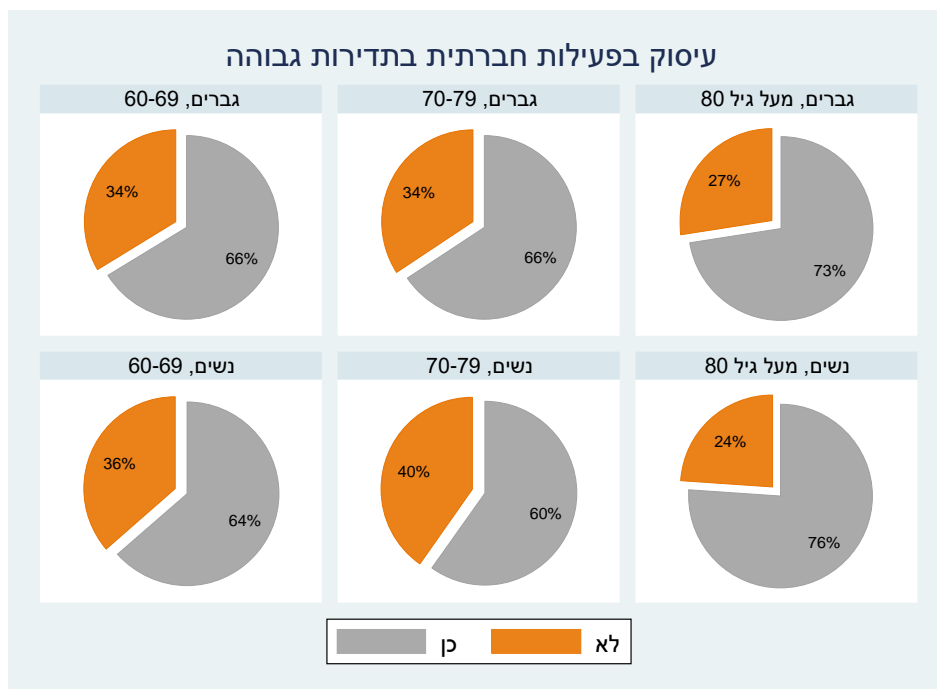 עיסוק בפעילות חברתית בתדירות גבוהה
גברים, 60-69
גברים, 70-79
גברים, מעל גיל 80
34%
66%
34%
66%
27%
73%
נשים, 60-69
נשים, 70-79
נשים, מעל גיל 80
36%
64%
40%
60%
24%
76%
כן
לא